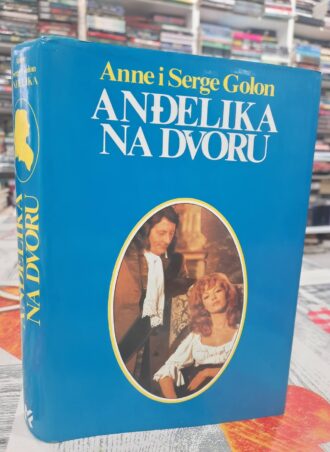 Anne i Serge Golon
ANĐELIKA
NA DVORU
Anne i
Serge Golon
ANĐELIKA
NA DVORU